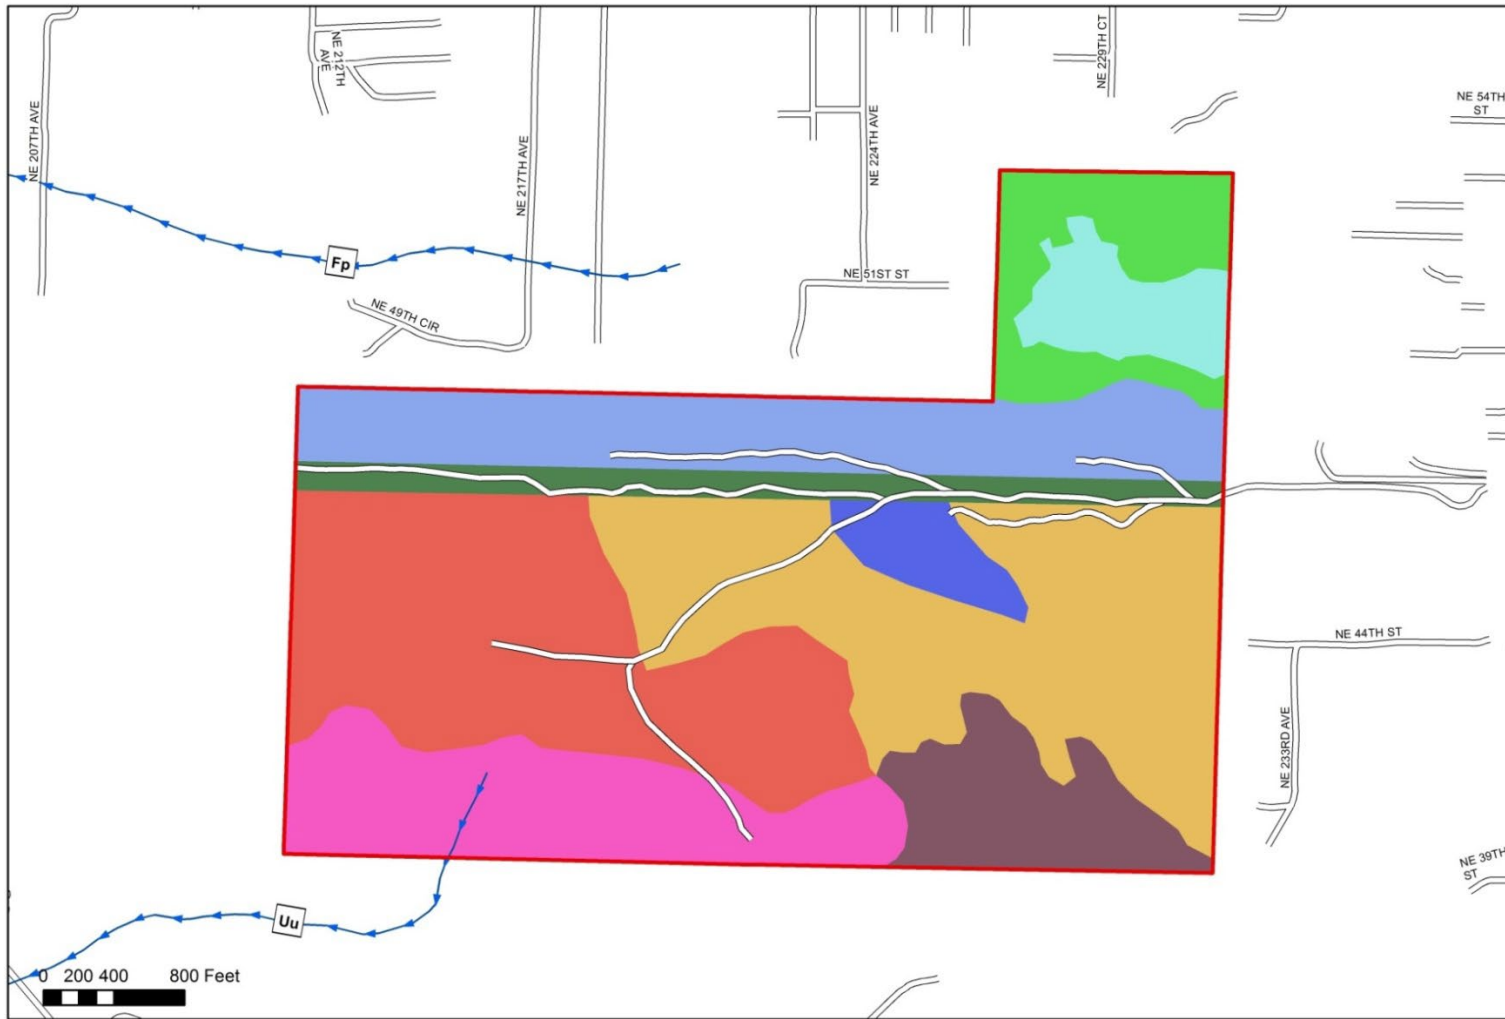 NE 212TH
AVE
NE 229TH CT
NE 54TH
ST
NE 207TH AVE
NE 217TH AVE
NE 224TH AVE
Fp
NE 51ST ST
NE 49TH CIR
NE 44TH ST
NE 233RD AVE
NE 39TH
ST
Uu
0 200 400 800 Feet